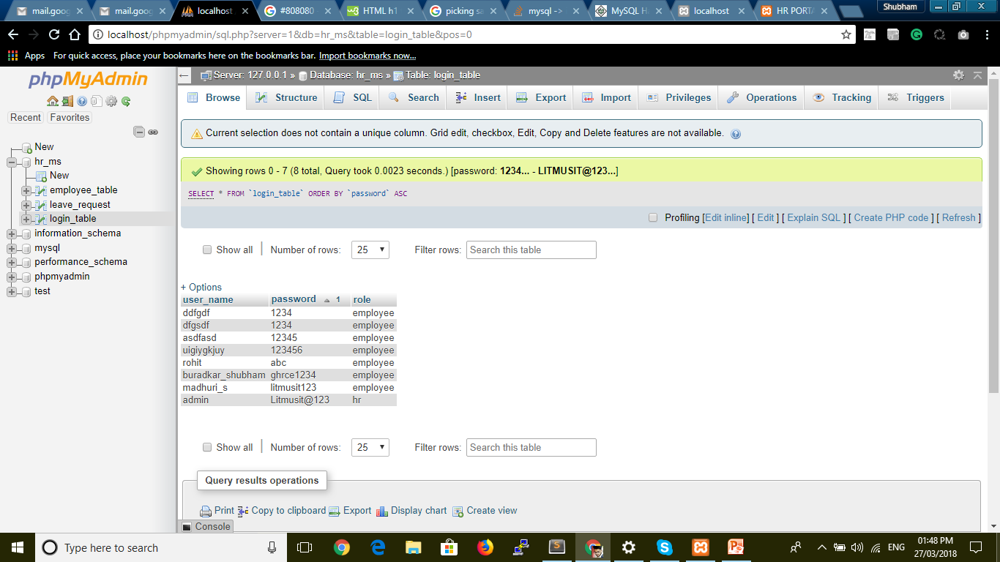 mail.goog mail.goog localhost #808080 HTML h1 picking sa mysql -> MySQL Ha localhost HR PORTA Shubham
localhost/phpmyadmin/sql.php?server=1&db=hr_ms&table=login_table&pos=0
Apps For quick access, place your bookmarks here on the bookmarks bar. Import bookmarks now...
phpMyAdmin
Recent Favorites
New
hr_ms
New
employee_table
leave_request
login_table
information_schema
mysql
performance_schema
phpmyadmin
test
Server: 127.0.0.1 » Database: hr_ms » Table: login_table
Browse Structure SQL Search Insert Export Import Privileges Operations Tracking Triggers
Current selection does not contain a unique column. Grid edit, checkbox, Edit, Copy and Delete features are not available.
Showing rows 0 - 7 (8 total, Query took 0.0023 seconds.) [password: 1234... - LITMUSIT@123...]
SELECT * FROM `login_table` ORDER BY `password` ASC
Profiling [Edit inline] [ Edit ] [ Explain SQL ] [ Create PHP code ] [ Refresh ]
Show all Number of rows: 25 Filter rows: Search this table
+ Options
user_name password 1 role
ddfgdf 1234 employee
dfgsdf 1234 employee
asdfasd 12345 employee
uigiygkjuy 123456 employee
rohit abc employee
buradkar_shubham ghrce1234 employee
madhuri_s litmusit123 employee
admin Litmusit@123 hr
Show all Number of rows: 25 Filter rows: Search this table
Query results operations
Print Copy to clipboard Export Display chart Create view
Console
Type here to search
ENG 01:48 PM
27/03/2018